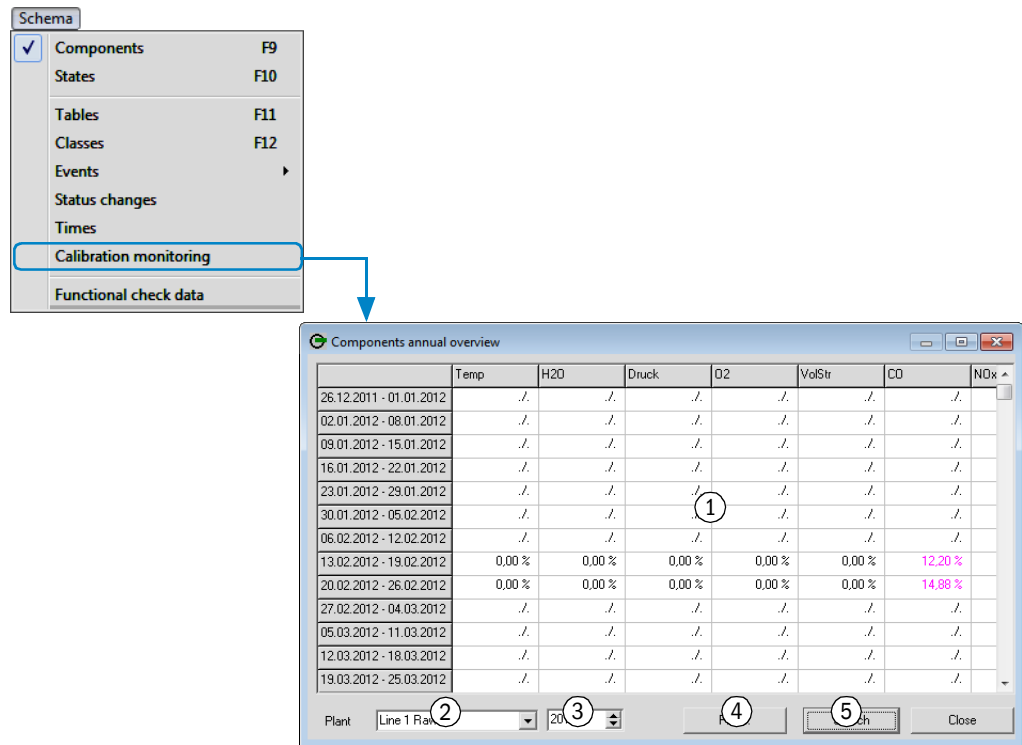 Schema
✓ Components F9
States F10
Tables F11
Classes F12
Events
Status changes
Times
Calibration monitoring
Functional check data
Components annual overview
Temp H2O Druck O2 VolStr CO NOx
26.12.2011 - 01.01.2012 ./. ./. ./. ./. ./. ./.
02.01.2012 - 08.01.2012 ./. ./. ./. ./. ./. ./.
09.01.2012 - 15.01.2012 ./. ./. ./. ./. ./. ./.
16.01.2012 - 22.01.2012 ./. ./. ./. ./. ./. ./.
23.01.2012 - 29.01.2012 ./. ./. ./. ./. ./. ./.
30.01.2012 - 05.02.2012 ./. ./. ./. ./. ./. ./.
1
06.02.2012 - 12.02.2012 ./. ./. ./. ./. ./. ./.
13.02.2012 - 19.02.2012 0,00 % 0,00 % 0,00 % 0,00 % 0,00 % 12,20 %
20.02.2012 - 26.02.2012 0,00 % 0,00 % 0,00 % 0,00 % 0,00 % 14,88 %
27.02.2012 - 04.03.2012 ./. ./. ./. ./. ./. ./.
05.03.2012 - 11.03.2012 ./. ./. ./. ./. ./. ./.
12.03.2012 - 18.03.2012 ./. ./. ./. ./. ./. ./.
19.03.2012 - 25.03.2012 ./. ./. ./. ./. ./. ./.
Plant Line 1 2 20 3 4 5 Close